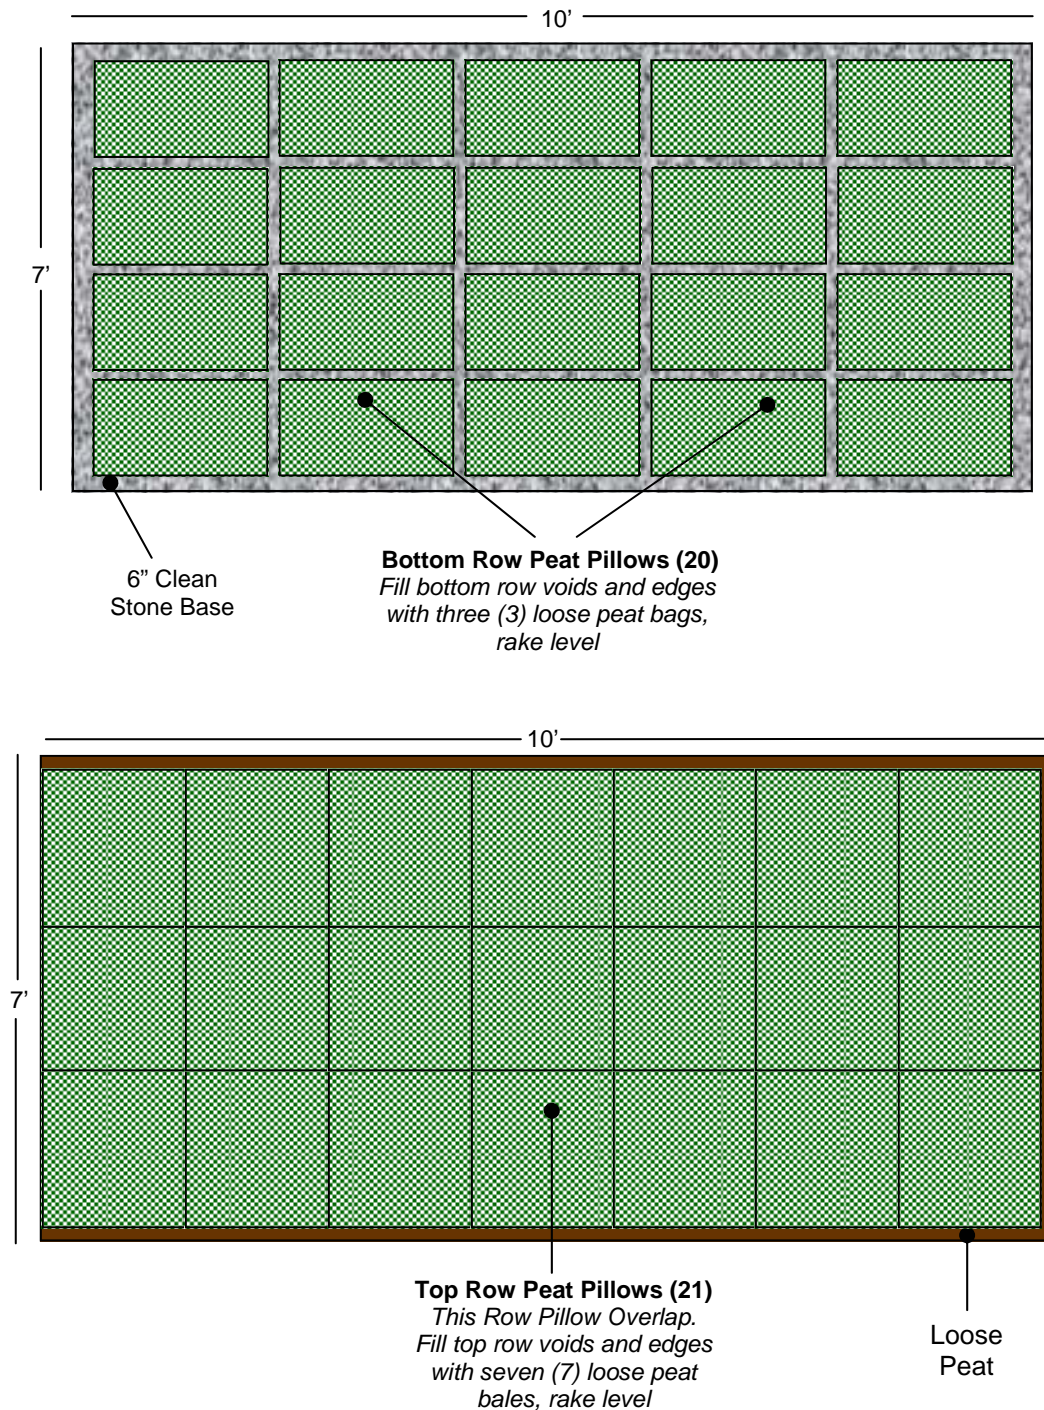 10’
7’
6” Clean
Stone Base
Bottom Row Peat Pillows (20)
Fill bottom row voids and edges
with three (3) loose peat bags,
rake level
10’
7’
Top Row Peat Pillows (21)
This Row Pillow Overlap.
Fill top row voids and edges
with seven (7) loose peat
bales, rake level
Loose
Peat